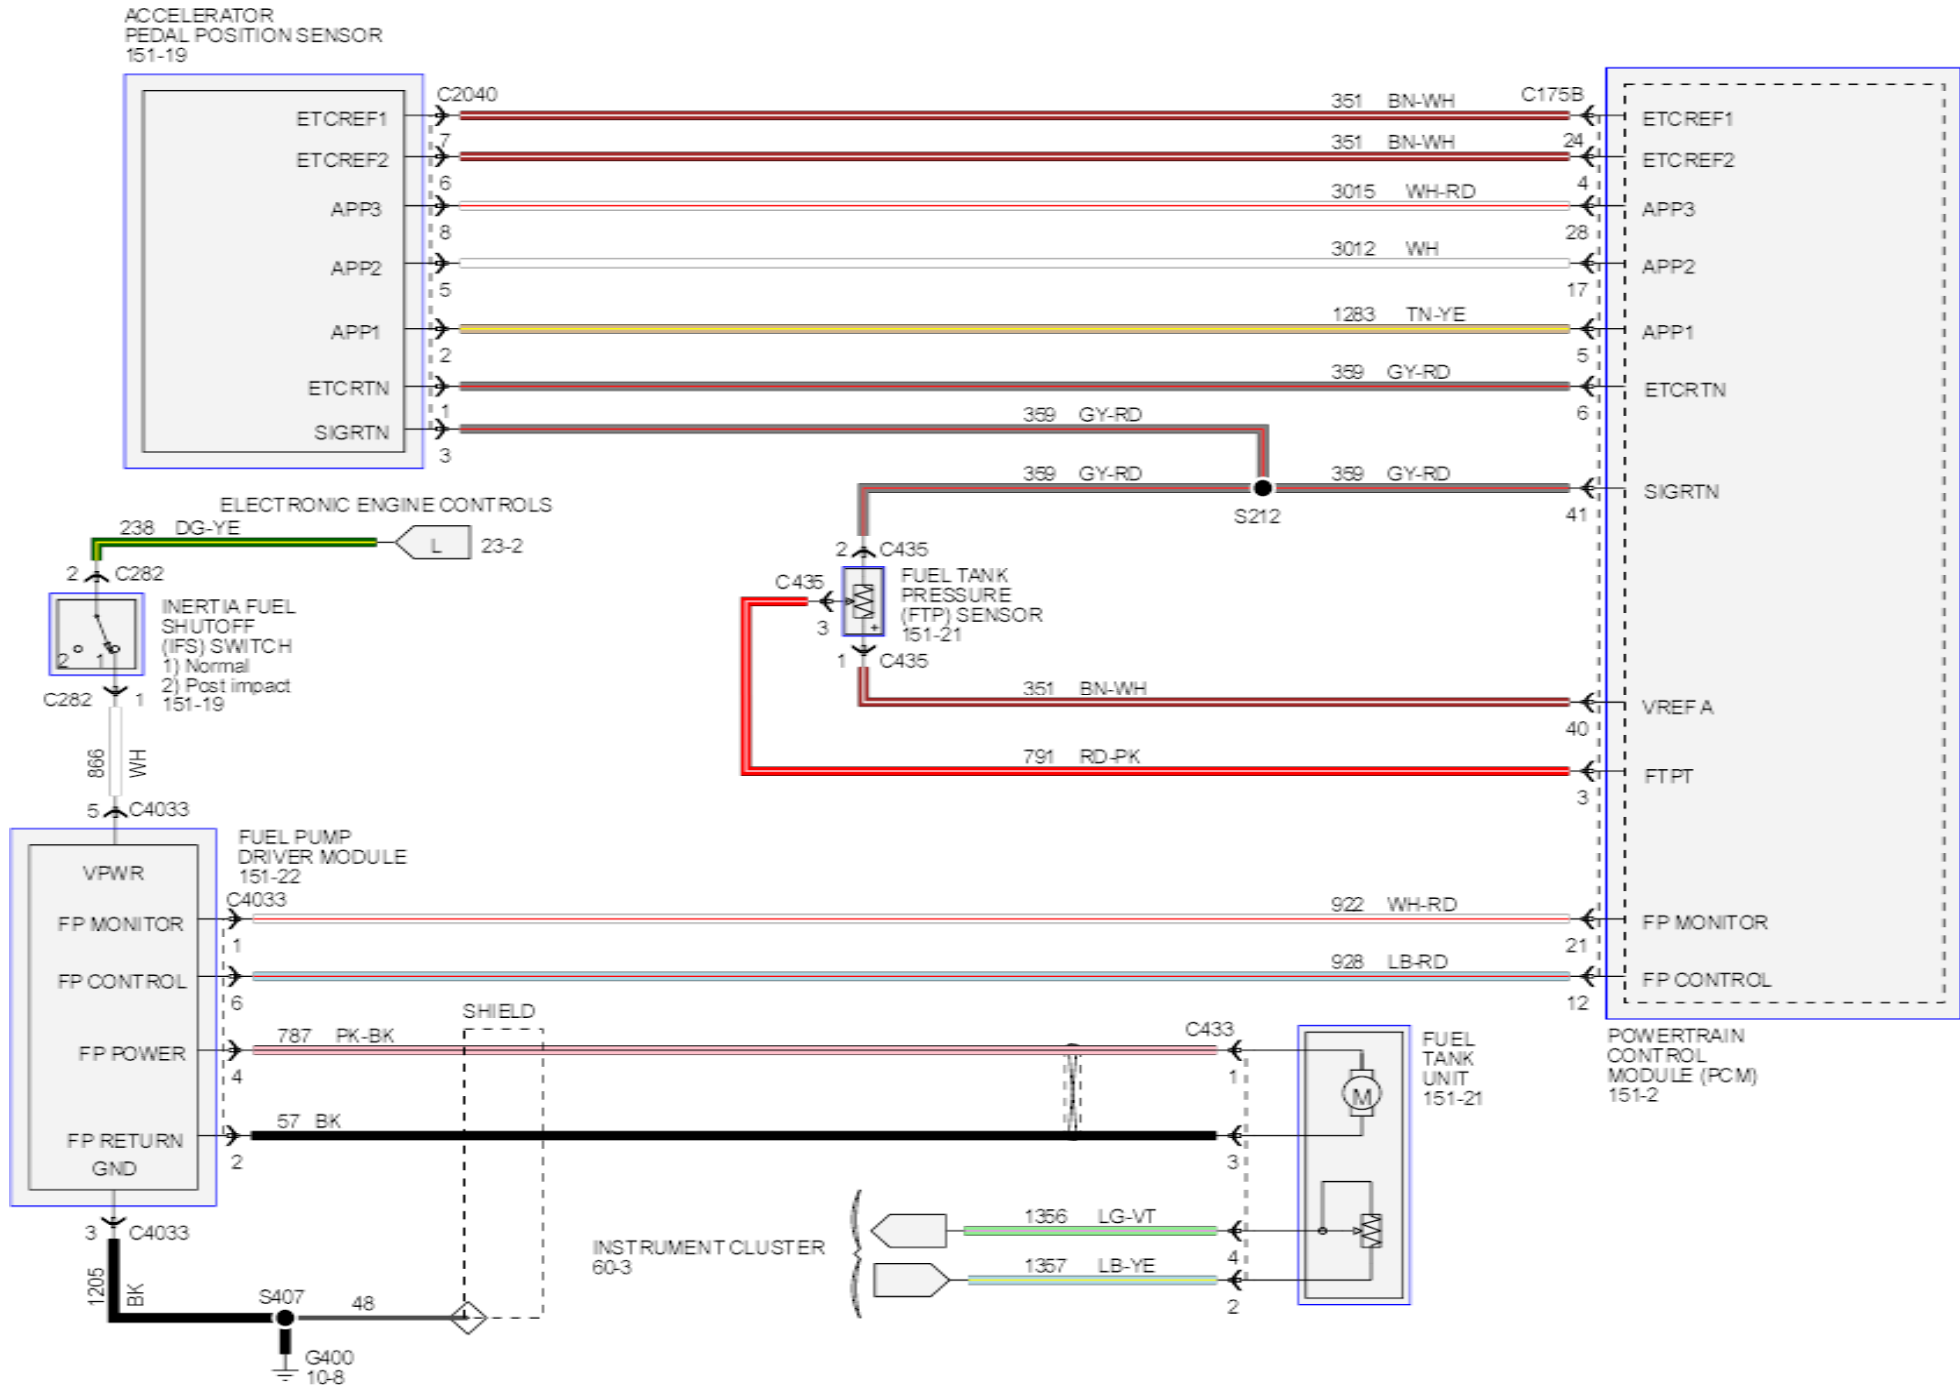 ACCELERATOR
PEDAL POSITION SENSOR
151-19
C2040
351 BN-WH
C175B
ETCREF1
7
24
ETCREF1
351 BN-WH
ETCREF2
6
4
ETCREF2
3015 WH-RD
APP3
8
28
APP3
3012 WH
APP2
5
17
APP2
1283 TN-YE
APP1
2
5
APP1
359 GY-RD
ETCRTN
1
6
ETCRTN
359 GY-RD
SIGRTN
3
359 GY-RD
359 GY-RD
SIGRTN
S212
41
ELECTRONIC ENGINE CONTROLS
238 DG-YE
L
23-2
2
C282
INERTIA FUEL
SHUTOFF
(IFS) SWITCH
1) Normal
2) Post impact
151-19
2
1
C282
1
866
WH
5
C4033
2
C435
C435
3
FUEL TANK
PRESSURE
(FTP) SENSOR
151-21
+
1
C435
351 BN-WH
VREF A
40
791 RD-PK
FTPT
3
FUEL PUMP
DRIVER MODULE
151-22
VPWR
C4033
922 WH-RD
FP MONITOR
1
21
FP MONITOR
928 LB-RD
FP CONTROL
6
12
FP CONTROL
SHIELD
787 PK-BK
C433
FP POWER
4
1
57 BK
FP RETURN
2
3
GND
FUEL
TANK
UNIT
151-21
M
POWERTRAIN
CONTROL
MODULE (PCM)
151-2
3
C4033
INSTRUMENT CLUSTER
60-3
1356 LG-VT
4
1357 LB-YE
2
1205
BK
S407
48
G400
10-8